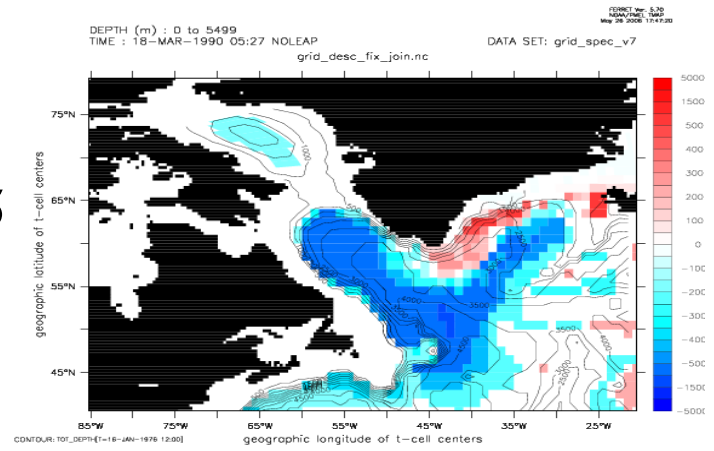 FERRET Ver. 5.70
NOAA/PMEL TMAP
May 26 2006 17:47:20
DEPTH (m) : 0 to 5499
TIME : 18-MAR-1990 05:27 NOLEAP
DATA SET: grid_spec_v7
grid_desc_fix_join.nc
75°N
65°N
55°N
45°N
geographic latitude of t-cell centers
85°W
75°W
65°W
55°W
45°W
35°W
25°W
geographic longitude of t-cell centers
CONTOUR: TOT_DEPTH[T=16-JAN-1976 12:00]
5000
1500
500
400
300
200
100
0
-100
-200
-300
-400
-500
-1500
-5000
1000
500
4000
3500
3500
4000